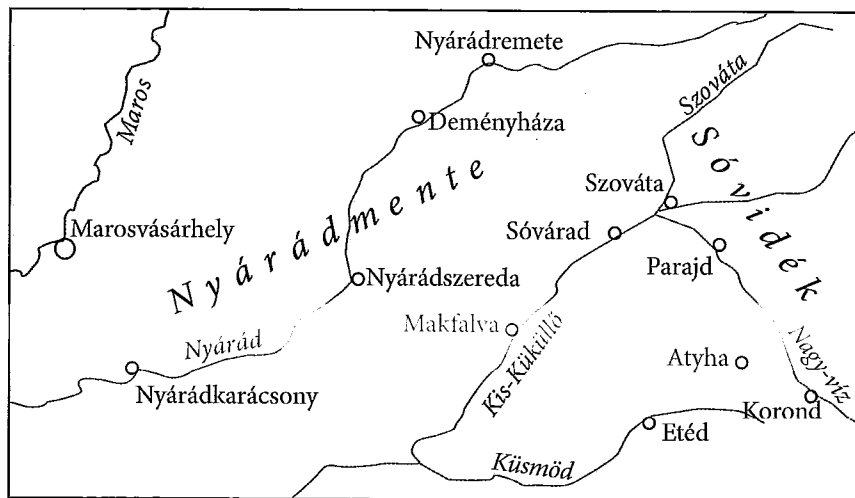 Nyárádremete
Maros
Szováta
Deményháza
Sóvidék
Nyárádmente
Szováta
Marosvásárhely
Sóvárad
Parajd
Nyárádszereda
Makfalva
Nyárád
Kis-Küküllő
Nagy-víz
Atyha
Nyárádkarácsony
Korond
Etéd
Küsmöd